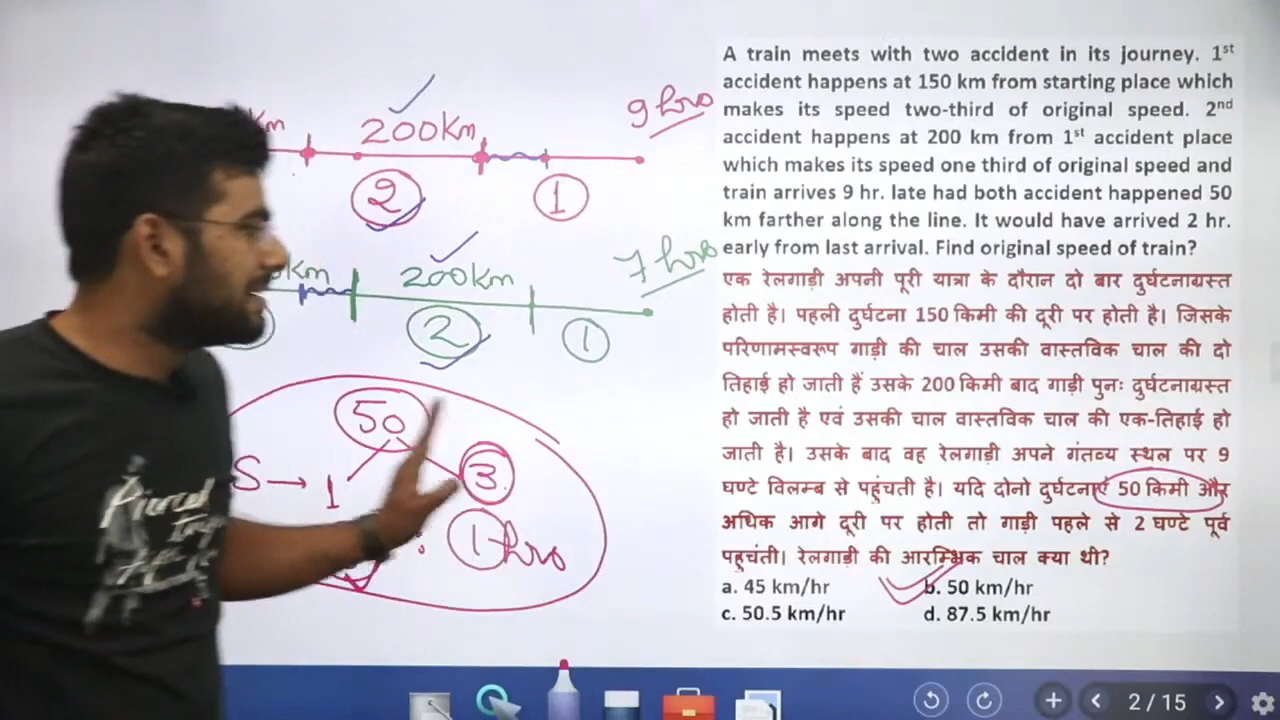 A train meets with two accident in its journey. 1st
accident happens at 150 km from starting place which
makes its speed two-third of original speed. 2nd
accident happens at 200 km from 1st accident place
which makes its speed one third of original speed and
train arrives 9 hr. late had both accident happened 50
km farther along the line. It would have arrived 2 hr.
early from last arrival. Find original speed of train?
एक रेलगाड़ी अपनी पूरी यात्रा के दौरान दो बार दुर्घटनाग्रस्त
होती है। पहली दुर्घटना 150 किमी की दूरी पर होती है। जिसके
परिणामस्वरूप गाड़ी की चाल उसकी वास्तविक चाल की दो
तिहाई हो जाती हैं उसके 200 किमी बाद गाड़ी पुनः दुर्घटनाग्रस्त
हो जाती है एवं उसकी चाल वास्तविक चाल की एक-तिहाई हो
जाती है। उसके बाद वह रेलगाड़ी अपने गंतव्य स्थल पर 9
घण्टे विलम्ब से पहुंचती है। यदि दोनो दुर्घटनाएं 50 किमी और
अधिक आगे दूरी पर होती तो गाड़ी पहले से 2 घण्टे पूर्व
पहुचंती। रेलगाड़ी की आरम्भिक चाल क्या थी?
a. 45 km/hr b. 50 km/hr
c. 50.5 km/hr d. 87.5 km/hr
km 200km 9 hrs
2 1
km 200km 7 hrs
2 1
50
S → 1 3
1 hrs
Pierced
2 / 15